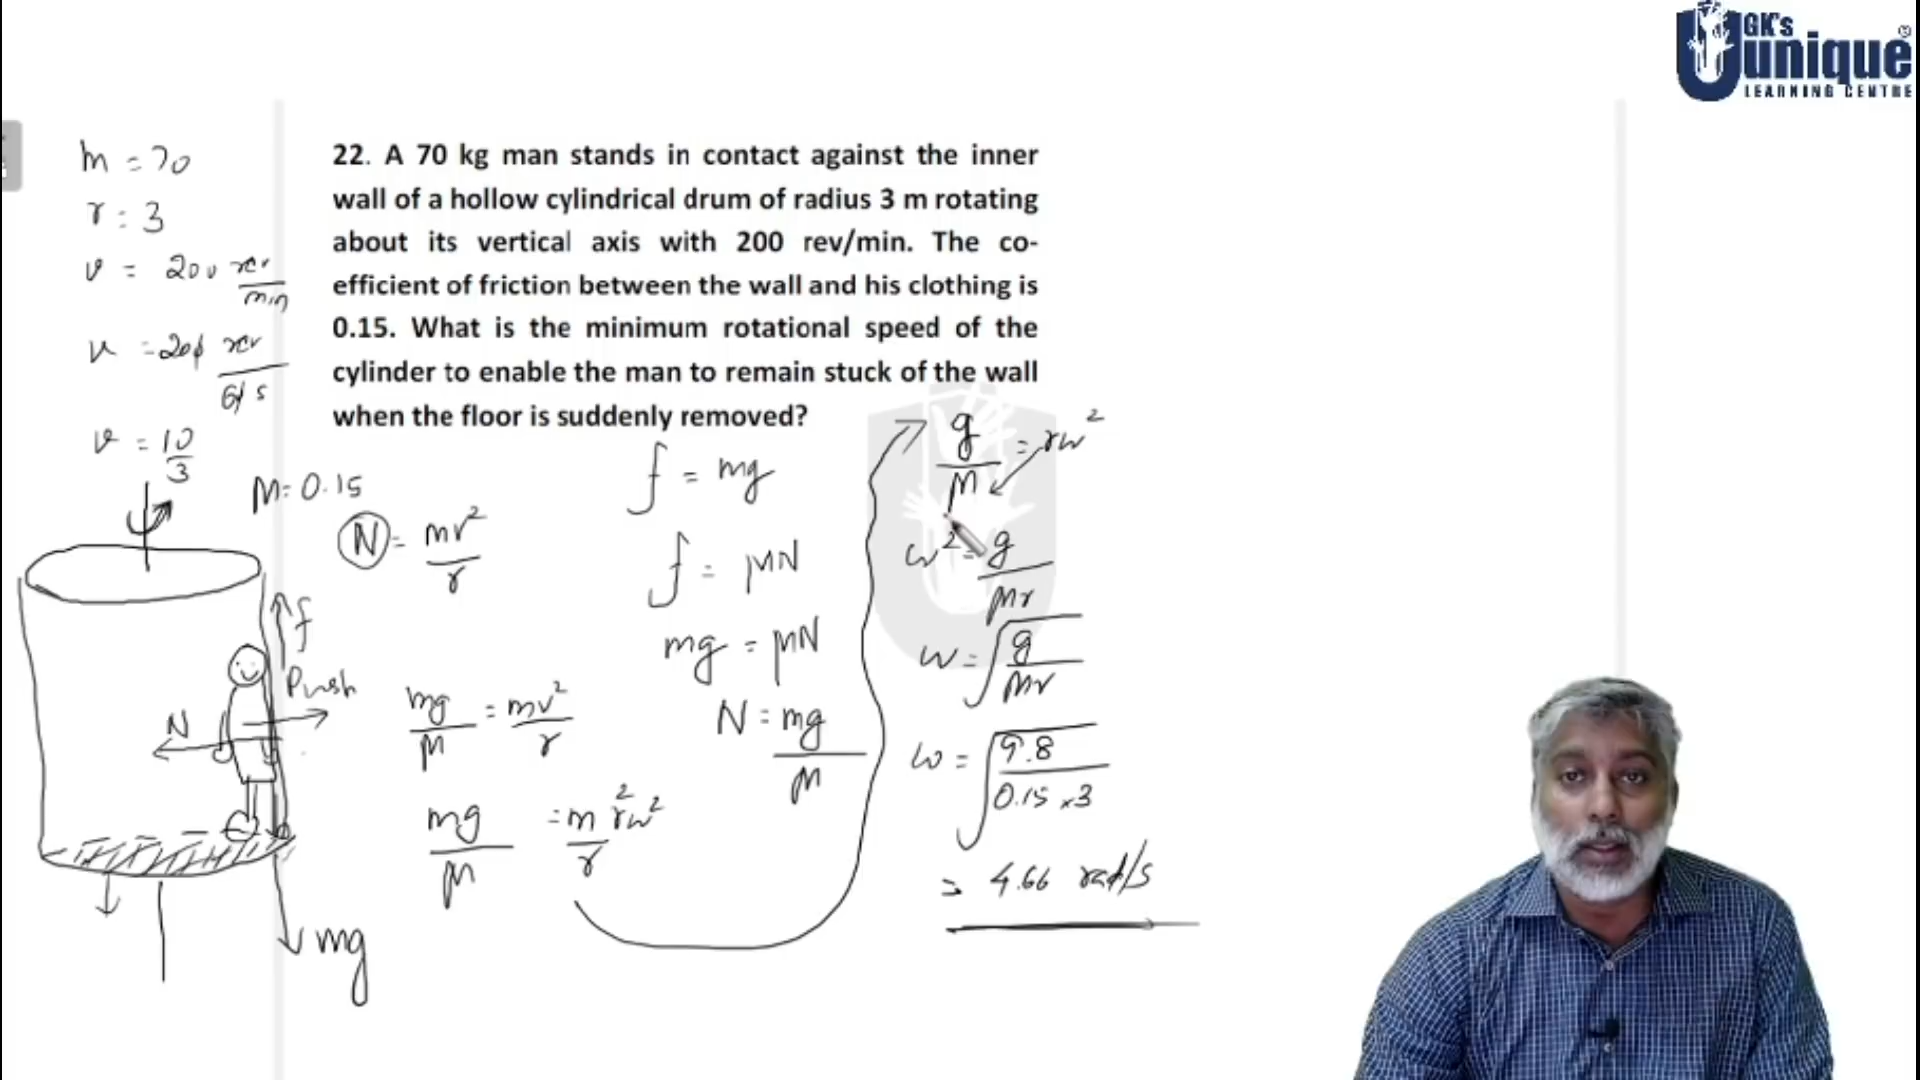 GK's
unique
LEARNING CENTRE
22. A 70 kg man stands in contact against the inner
wall of a hollow cylindrical drum of radius 3 m rotating
about its vertical axis with 200 rev/min. The co-
efficient of friction between the wall and his clothing is
0.15. What is the minimum rotational speed of the
cylinder to enable the man to remain stuck of the wall
when the floor is suddenly removed?
m = 70
r : 3
ν = 200 rev/min
ν = 200 rev/60 s
ν = 10/3
μ = 0.15
N = mv²/r
f
Push
N
mg
mg/μ = mv²/r
mg/μ = m r²ω²/r
f = mg
f = μN
mg = μN
N = mg/μ
g/μ = rω²
ω² = g/μr
ω = √(g/μr)
ω = √(9.8/0.15 × 3)
= 4.66 rad/s